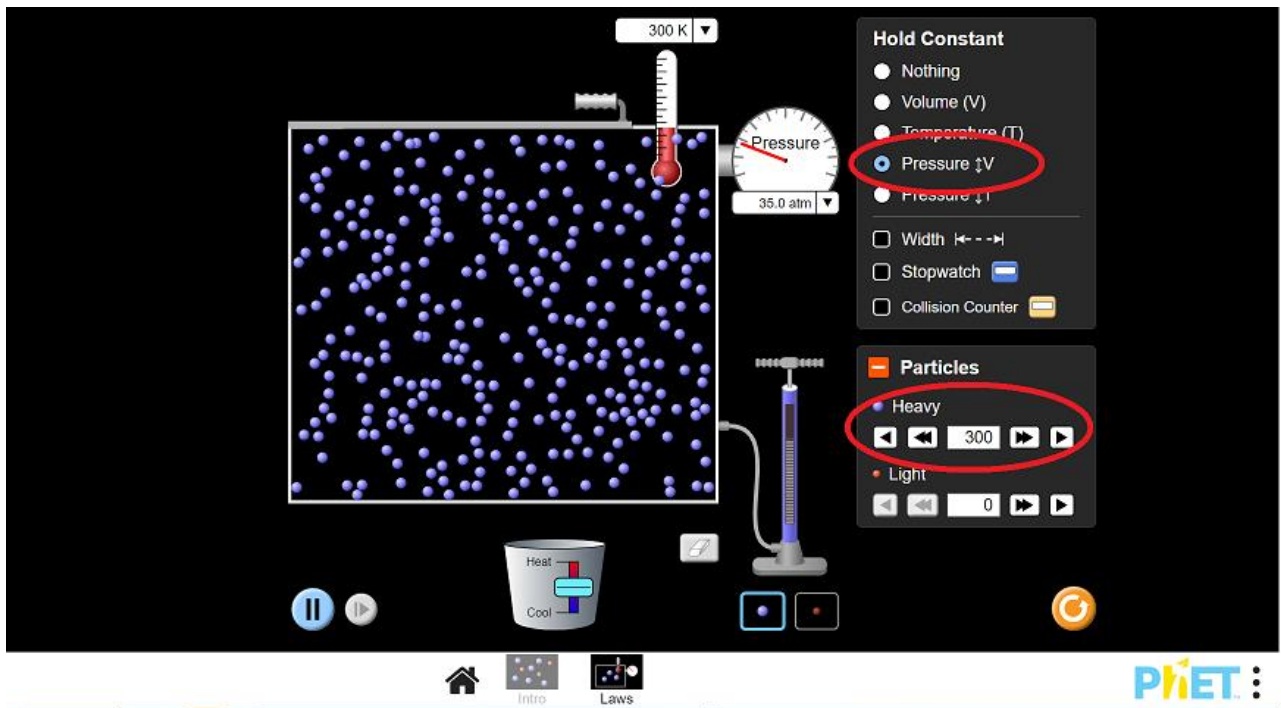 300 K
Hold Constant
Nothing
Volume (V)
Temperature (T)
Pressure ↕V
Pressure ↕T
Pressure
35.0 atm
Width
Stopwatch
Collision Counter
Particles
Heavy
300
Light
0
Heat
Cool
Intro
Laws
PhET